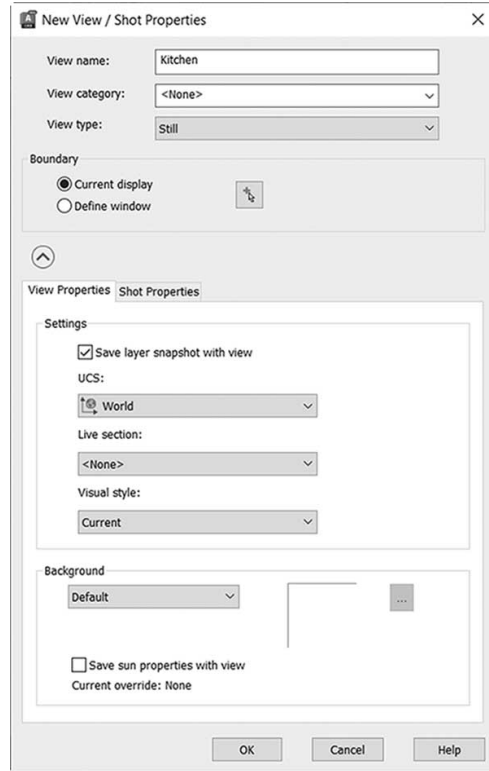 New View / Shot Properties
View name: Kitchen
View category: <None>
View type: Still
Boundary
Current display
Define window
View Properties Shot Properties
Settings
Save layer snapshot with view
UCS:
World
Live section:
<None>
Visual style:
Current
Background
Default ...
Save sun properties with view
Current override: None
OK Cancel Help